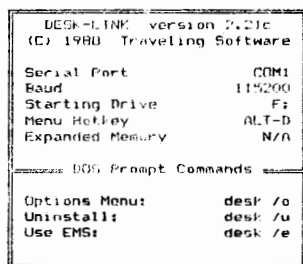 DESK-LINK version 2.21c
(C) 1988 Traveling Software
Serial Port COM1
Baud 115200
Starting Drive F:
Menu Hotkey ALT-D
Expanded Memory N/A
DOS Prompt Commands
Options Menu: desk /o
Uninstall: desk /u
Use EMS: desk /e